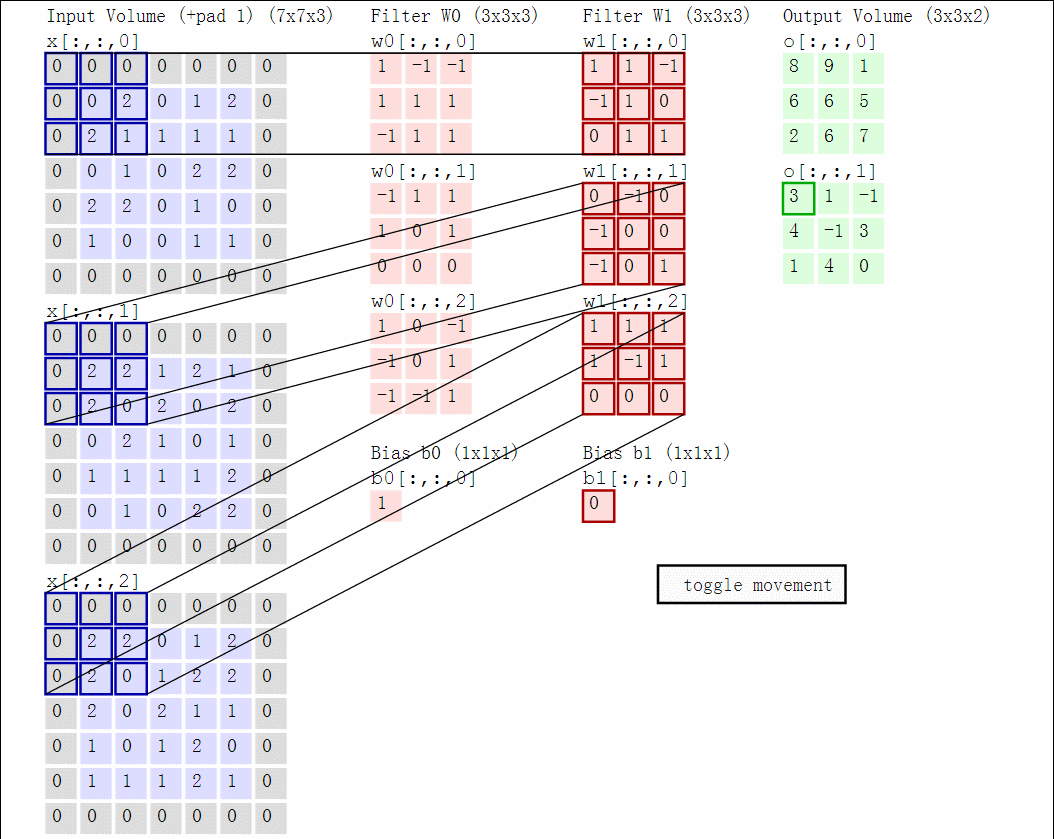 Input Volume (+pad 1) (7x7x3)
x[:,:,0]
0 0 0 0 0 0 0
0 0 2 0 1 2 0
0 2 1 1 1 1 0
0 0 1 0 2 2 0
0 2 2 0 1 0 0
0 1 0 0 1 1 0
0 0 0 0 0 0 0
x[:,:,1]
0 0 0 0 0 0 0
0 2 2 1 2 1 0
0 2 0 2 0 2 0
0 0 2 1 0 1 0
0 1 1 1 1 2 0
0 0 1 0 2 2 0
0 0 0 0 0 0 0
x[:,:,2]
0 0 0 0 0 0 0
0 2 2 0 1 2 0
0 2 0 1 2 2 0
0 2 0 2 1 1 0
0 1 0 1 2 0 0
0 1 1 1 2 1 0
0 0 0 0 0 0 0
Filter W0 (3x3x3)
w0[:,:,0]
1 -1 -1
1 1 1
-1 1 1
w0[:,:,1]
-1 1 1
1 0 1
0 0 0
w0[:,:,2]
1 0 -1
-1 0 1
-1 -1 1
Bias b0 (1x1x1)
b0[:,:,0]
1
Filter W1 (3x3x3)
w1[:,:,0]
1 1 -1
-1 1 0
0 1 1
w1[:,:,1]
0 -1 0
-1 0 0
-1 0 1
w1[:,:,2]
1 1 1
1 -1 1
0 0 0
Bias b1 (1x1x1)
b1[:,:,0]
0
Output Volume (3x3x2)
o[:,:,0]
8 9 1
6 6 5
2 6 7
o[:,:,1]
3 1 -1
4 -1 3
1 4 0
toggle movement